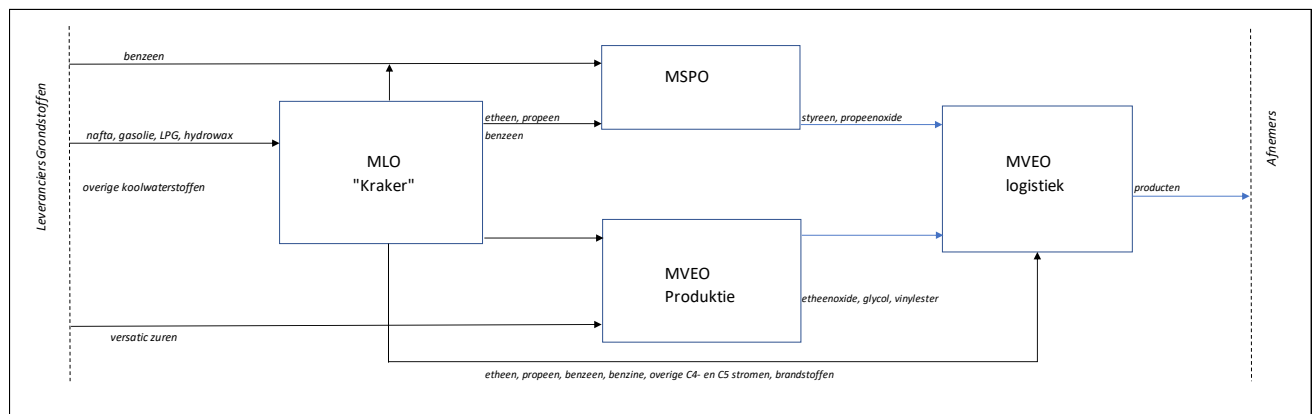 Leveranciers Grondstoffen
benzeen
nafta, gasolie, LPG, hydrowax
overige koolwaterstoffen
versatic zuren
MLO
"Kraker"
etheen, propeen
benzeen
MSPO
styreen, propeenoxide
MVEO
Produktie
etheenoxide, glycol, vinylester
MVEO
logistiek
producten
Afnemers
etheen, propeen, benzeen, benzine, overige C4- en C5 stromen, brandstoffen